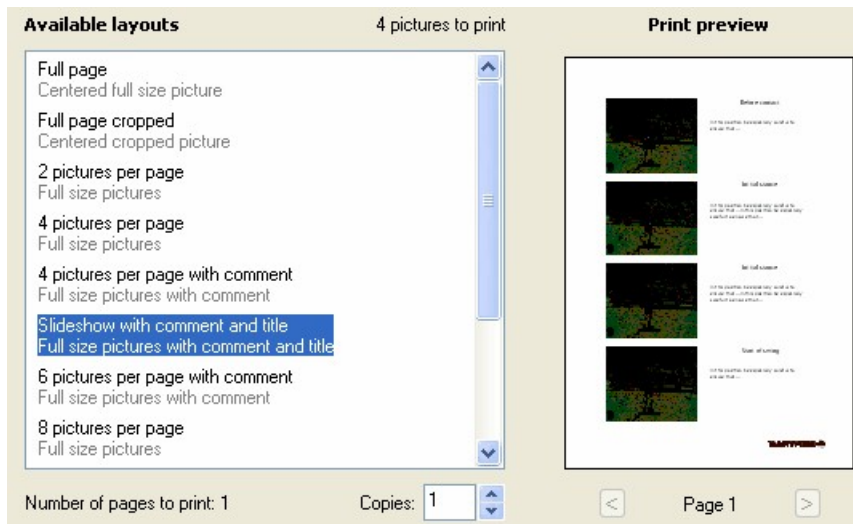 Available layouts
4 pictures to print
Print preview
Full page
Centered full size picture
Full page cropped
Centered cropped picture
2 pictures per page
Full size pictures
4 pictures per page
Full size pictures
4 pictures per page with comment
Full size pictures with comment
Slideshow with comment and title
Full size pictures with comment and title
6 pictures per page with comment
Full size pictures with comment
8 pictures per page
Full size pictures
Number of pages to print: 1
Copies: 1
< Page 1 >